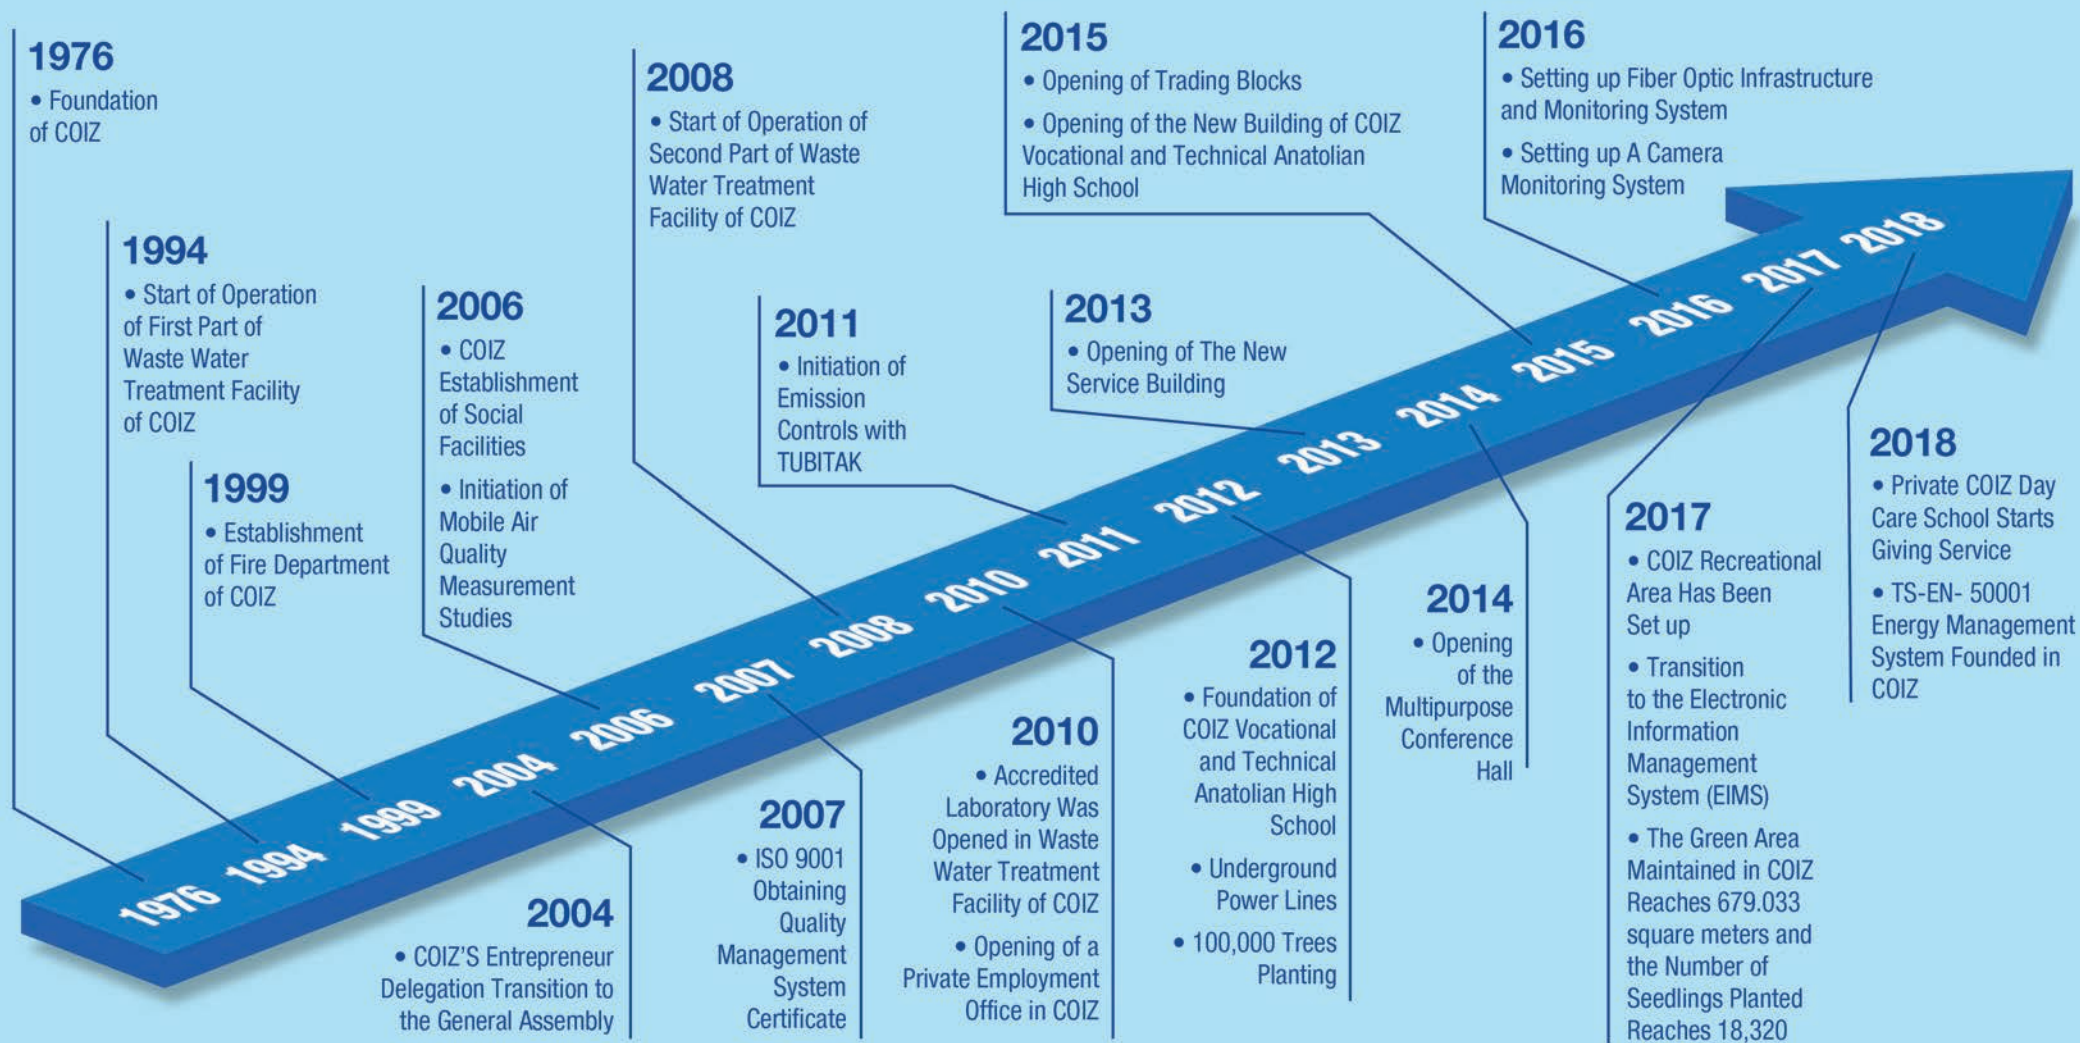 1976
• Foundation
of COIZ
1994
• Start of Operation
of First Part of
Waste Water
Treatment Facility
of COIZ
1999
• Establishment
of Fire Department
of COIZ
2004
• COIZ'S Entrepreneur
Delegation Transition to
the General Assembly
2006
• COIZ
Establishment
of Social
Facilities
• Initiation of
Mobile Air
Quality
Measurement
Studies
2007
• ISO 9001
Obtaining
Quality
Management
System
Certificate
2008
• Start of Operation of
Second Part of Waste
Water Treatment
Facility of COIZ
2010
• Accredited
Laboratory Was
Opened in Waste
Water Treatment
Facility of COIZ
• Opening of a
Private Employment
Office in COIZ
2011
• Initiation of
Emission
Controls with
TUBITAK
2012
• Foundation of
COIZ Vocational
and Technical
Anatolian High
School
• Underground
Power Lines
• 100,000 Trees
Planting
2013
• Opening of The New
Service Building
2014
• Opening
of the
Multipurpose
Conference
Hall
2015
• Opening of Trading Blocks
• Opening of the New Building of COIZ
Vocational and Technical Anatolian
High School
2016
• Setting up Fiber Optic Infrastructure
and Monitoring System
• Setting up A Camera
Monitoring System
2017
• COIZ Recreational
Area Has Been
Set up
• Transition
to the Electronic
Information
Management
System (EIMS)
• The Green Area
Maintained in COIZ
Reaches 679.033
square meters and
the Number of
Seedlings Planted
Reaches 18,320
2018
• Private COIZ Day
Care School Starts
Giving Service
• TS-EN- 50001
Energy Management
System Founded in
COIZ
1976 1994 1999 2004 2006 2007 2008 2010 2011 2012 2013 2014 2015 2016 2017 2018